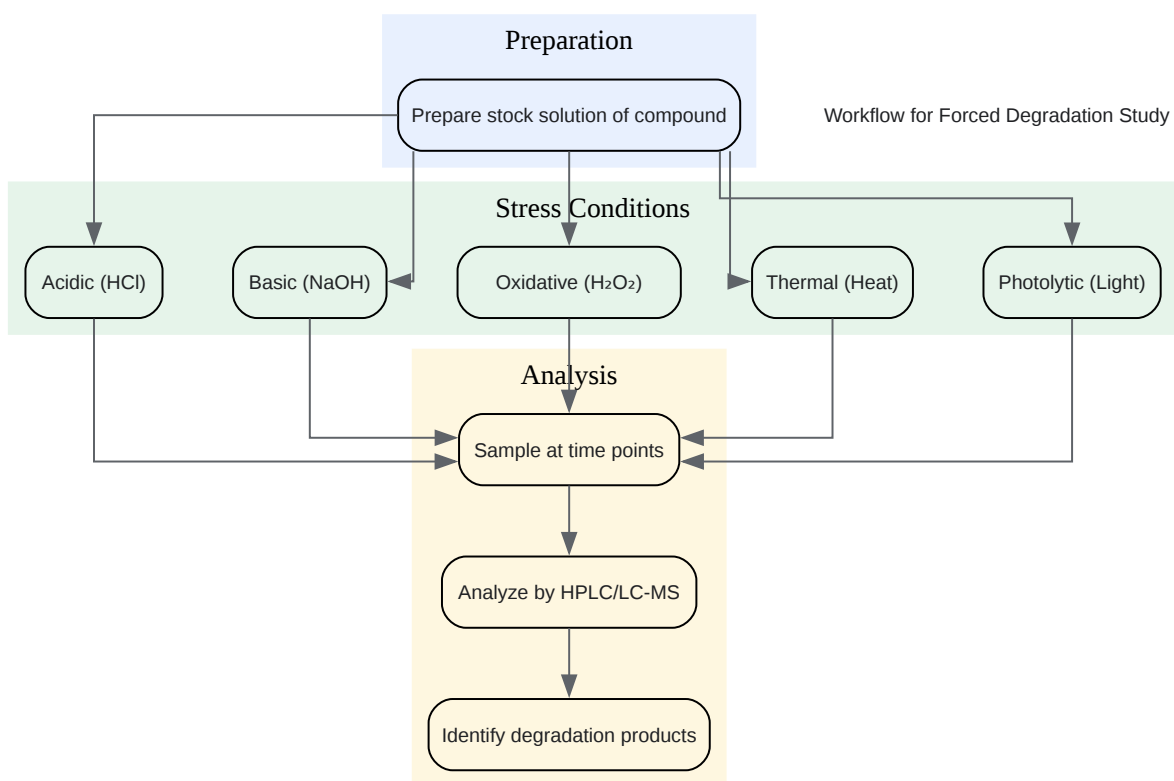 Preparation
Prepare stock solution of compound
Workflow for Forced Degradation Study
Stress Conditions
Acidic (HCl)
Basic (NaOH)
Oxidative (H₂O₂)
Thermal (Heat)
Photolytic (Light)
Analysis
Sample at time points
Analyze by HPLC/LC-MS
Identify degradation products